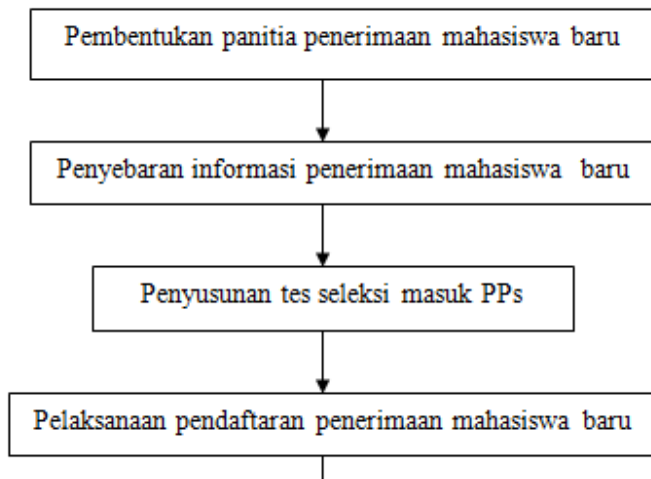 Pembentukan panitia penerimaan mahasiswa baru
Penyebaran informasi penerimaan mahasiswa baru
Penyusunan tes seleksi masuk PPs
Pelaksanaan pendaftaran penerimaan mahasiswa baru